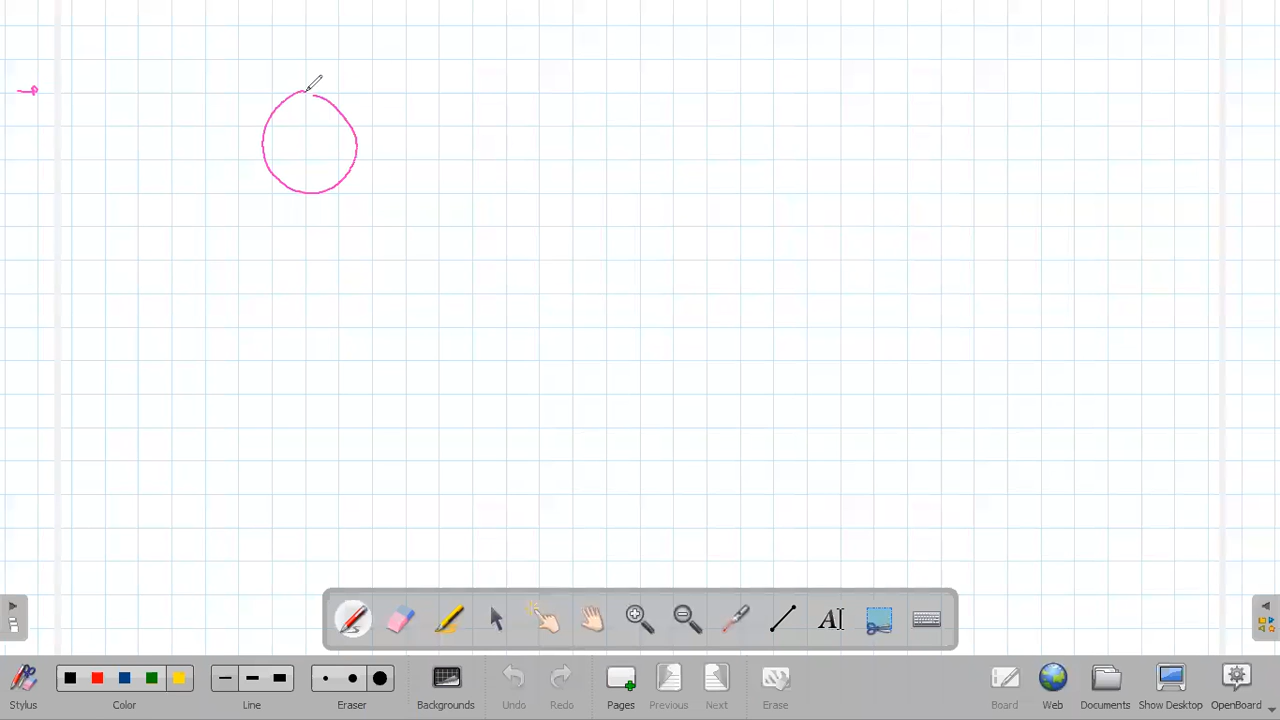 Stylus
Color
Line
Eraser
Backgrounds
Undo
Redo
Pages
Previous
Next
Erase
Board
Web
Documents
Show Desktop
OpenBoard